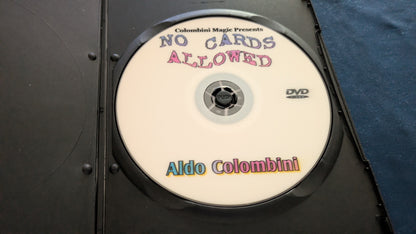 Colombini Magic Presents
NO CARDS
ALLOWED
DVD
Aldo Colombini